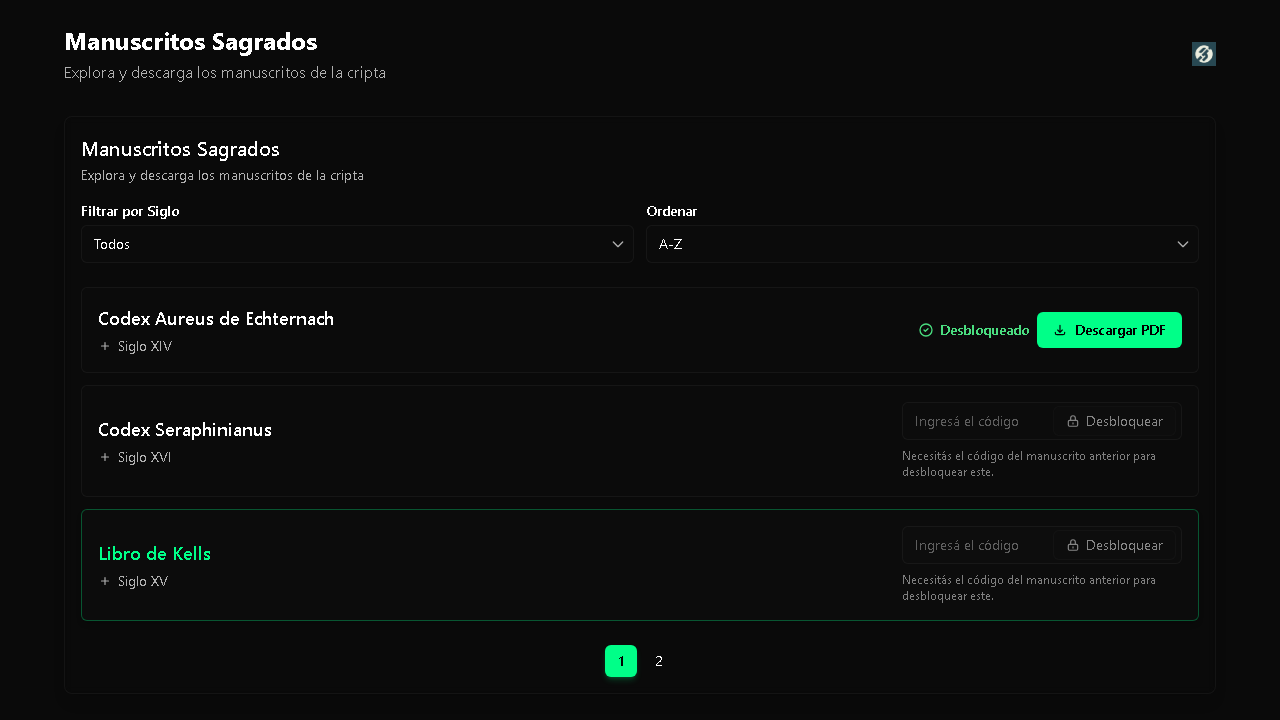 Manuscritos Sagrados
Explora y descarga los manuscritos de la cripta
Manuscritos Sagrados
Explora y descarga los manuscritos de la cripta
Filtrar por Siglo
Ordenar
Todos
A-Z
Codex Aureus de Echternach
Siglo XIV
Desbloqueado
Descargar PDF
Codex Seraphinianus
Siglo XVI
Ingresá el código
Desbloquear
Necesitás el código del manuscrito anterior para
desbloquear este.
Libro de Kells
Siglo XV
Ingresá el código
Desbloquear
Necesitás el código del manuscrito anterior para
desbloquear este.
1 2